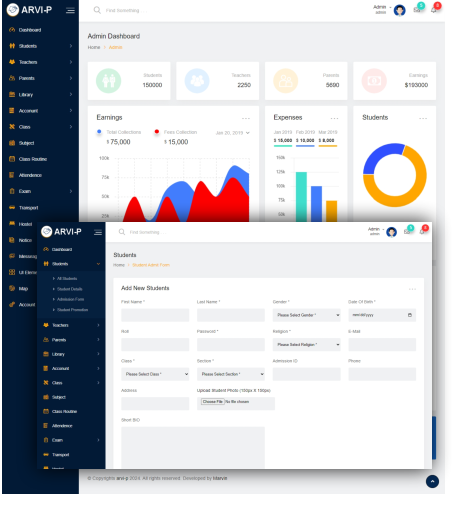 ARVI-P
Find Something . . .
Admin
admin
Dashboard
Students
Teachers
Parents
Library
Account
Class
Subject
Class Routine
Attendence
Exam
Transport
Hostel
Notice
Map
Account
Admin Dashboard
Home / Admin
Students
150000
Teachers
2250
Parents
5690
Earnings
$193000
Earnings
Total Collections
$75,000
Fees Collection
$15,000
Jan 20, 2019
100k
75k
50k
25k
Expenses
Jan 2019 Feb 2019 Mar 2019
$ 15,000 $ 10,000 $ 8,000
150k
125k
100k
75k
50k
Students
ARVI-P
Find Something . . .
Admin
admin
Dashboard
Students
All Students
Student Details
Admission Form
Student Promotion
Teachers
Parents
Library
Account
Class
Subject
Class Routine
Attendence
Exam
Transport
Students
Home / Student Admit Form
Add New Students
First Name * Last Name * Gender * Date Of Birth *
Please Select Gender * mm/dd/yyyy
Roll Password * Religion * E-Mail
Please Select Religion *
Class * Section * Admission ID Phone
Please Select Class * Please Select Section *
Address Upload Student Photo (150px X 150px)
Choose File No file chosen
Short BIO
© Copyrights arvi-p 2024. All rights reserved. Developed by